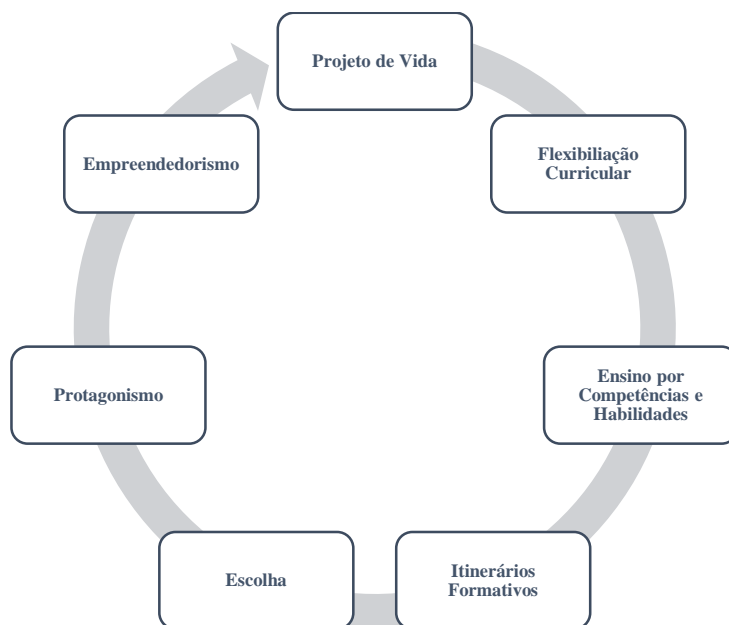 Projeto de Vida
Flexibiliação
Curricular
Ensino por
Competências e
Habilidades
Itinerários
Formativos
Escolha
Protagonismo
Empreendedorismo